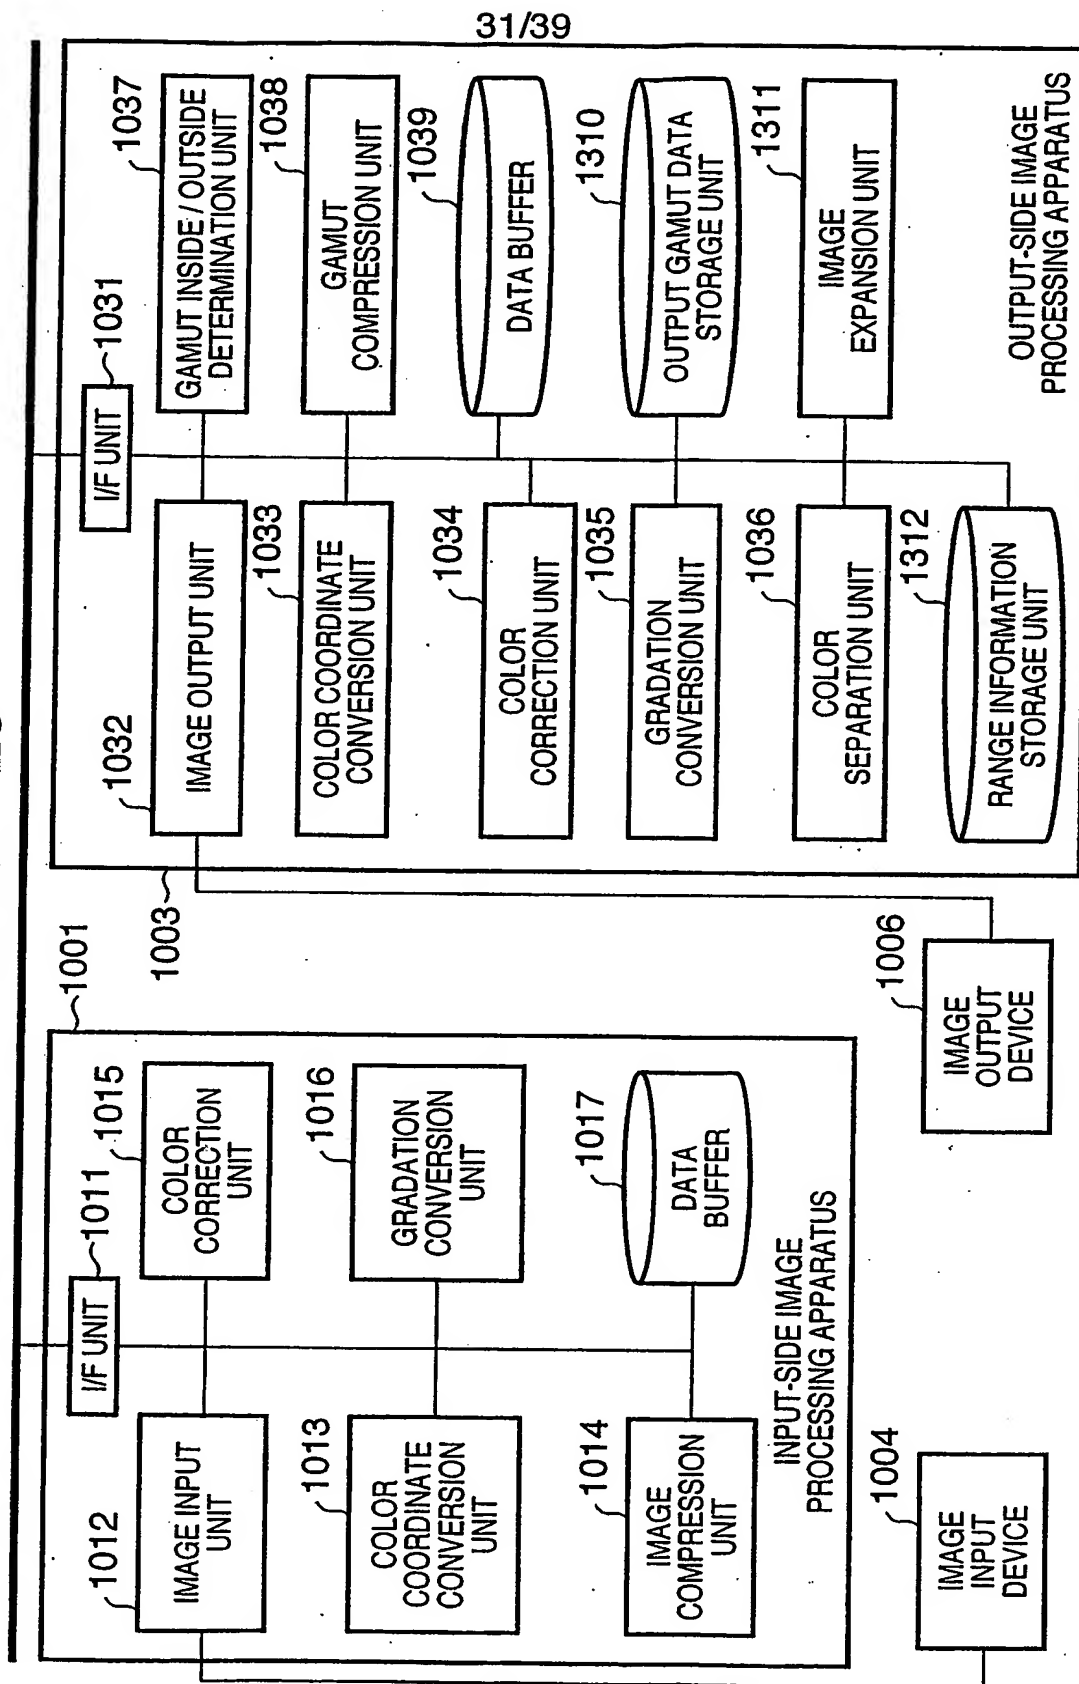 31/39
1001
1011
I/F UNIT
1012
IMAGE INPUT
UNIT
1015
COLOR
CORRECTION
UNIT
1013
COLOR
COORDINATE
CONVERSION
UNIT
1016
GRADATION
CONVERSION
UNIT
1014
IMAGE
COMPRESSION
UNIT
1017
DATA
BUFFER
INPUT-SIDE IMAGE
PROCESSING APPARATUS
1004
IMAGE
INPUT
DEVICE
1003
1031
I/F UNIT
1032
IMAGE OUTPUT UNIT
1037
GAMUT INSIDE / OUTSIDE
DETERMINATION UNIT
1033
COLOR COORDINATE
CONVERSION UNIT
1038
GAMUT
COMPRESSION UNIT
1034
COLOR
CORRECTION UNIT
1039
DATA BUFFER
1035
GRADATION
CONVERSION UNIT
1310
OUTPUT GAMUT DATA
STORAGE UNIT
1036
COLOR
SEPARATION UNIT
1311
IMAGE
EXPANSION UNIT
1312
RANGE INFORMATION
STORAGE UNIT
OUTPUT-SIDE IMAGE
PROCESSING APPARATUS
1006
IMAGE
OUTPUT
DEVICE